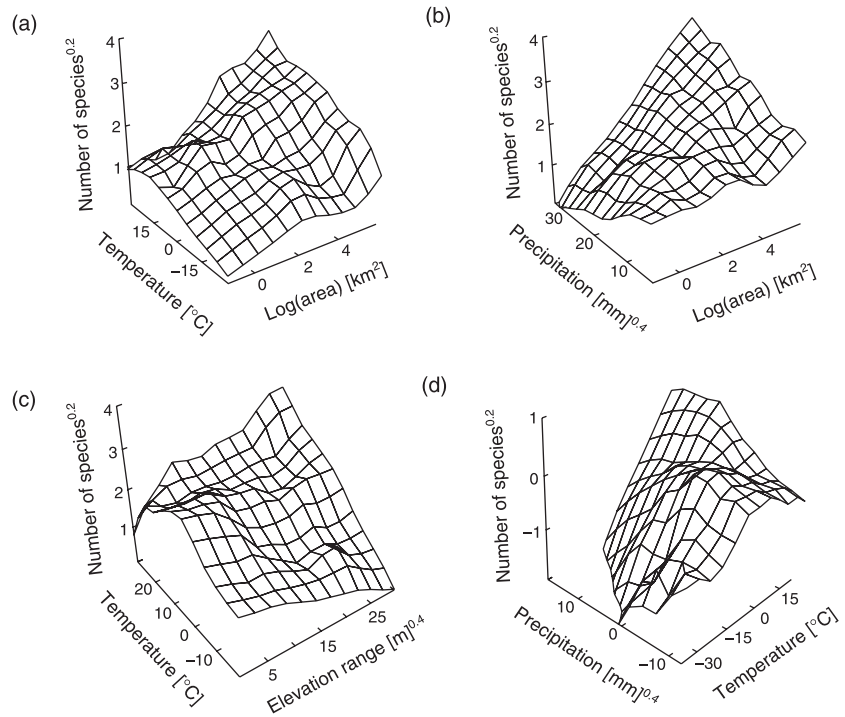 (a)
Number of species^0.2
4
3
2
1
Temperature [°C]
15
0
−15
0
2
4
Log(area) [km²]
(b)
Number of species^0.2
4
3
2
1
Precipitation [mm]^0.4
30
20
10
0
2
4
Log(area) [km²]
(c)
Number of species^0.2
4
3
2
1
Temperature [°C]
20
10
0
−10
5
15
25
Elevation range [m]^0.4
(d)
Number of species^0.2
1
0
−1
Precipitation [mm]^0.4
10
0
−10
−30
−15
0
15
Temperature [°C]